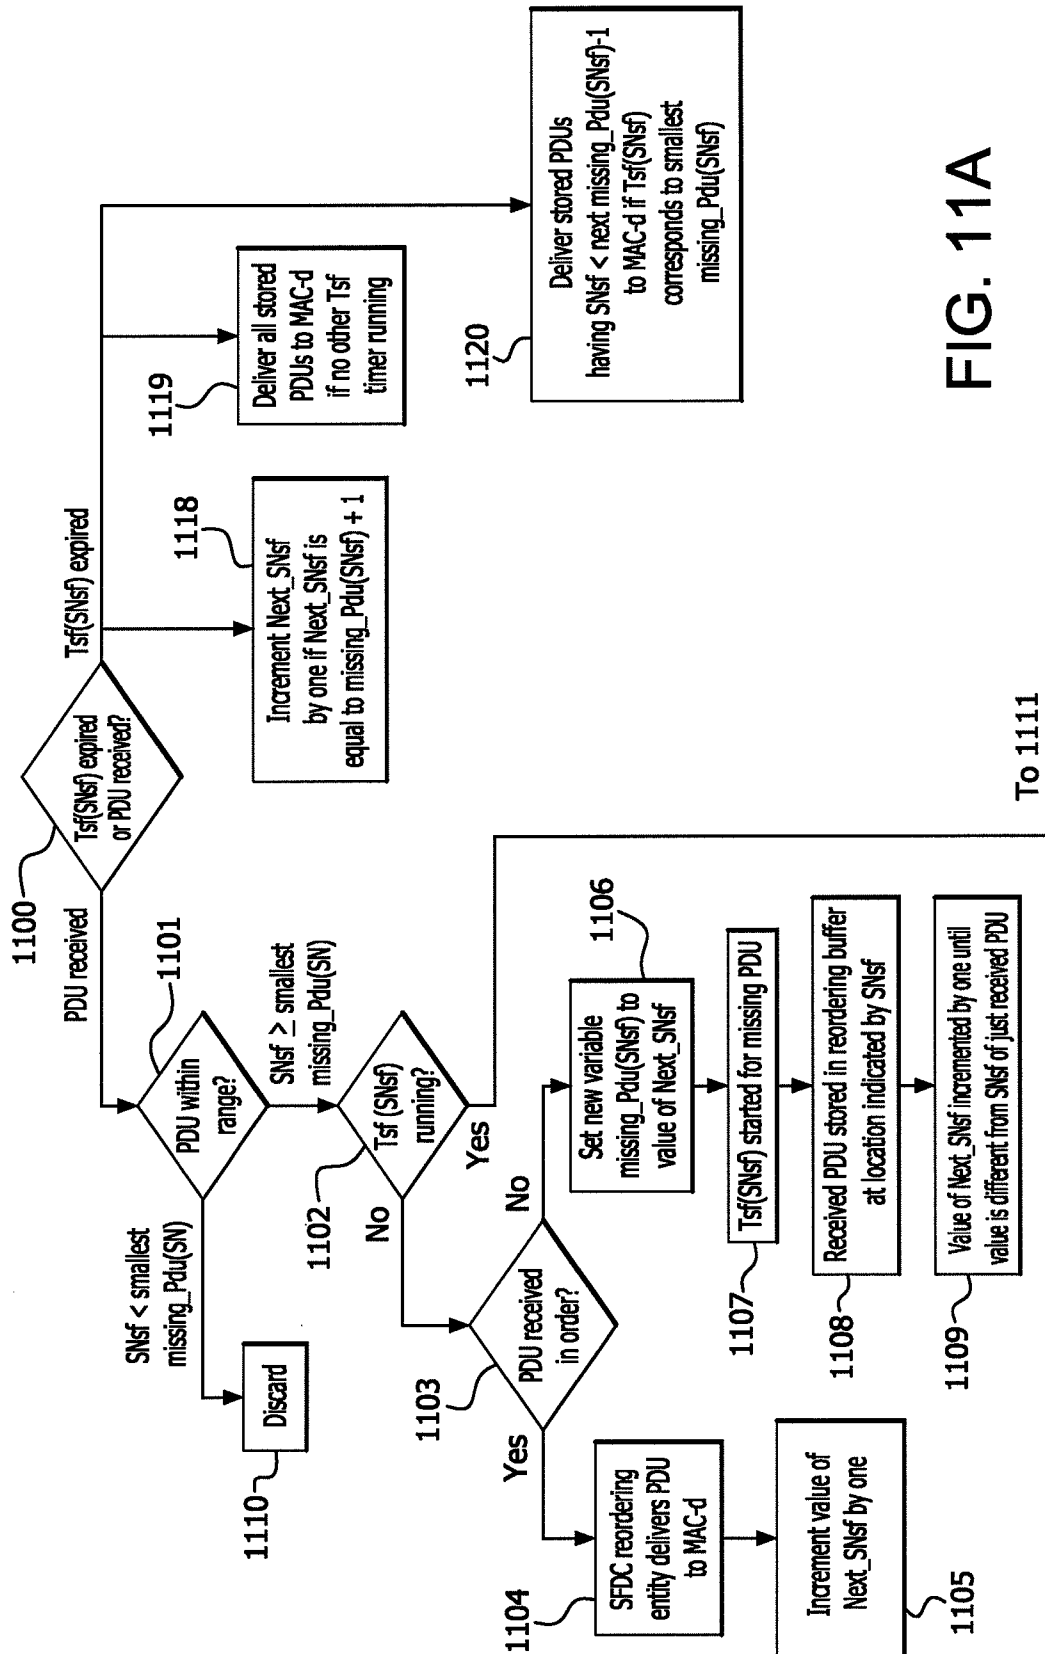 1100
Tsf(SNsf) expired
or PDU received?
PDU received
Tsf(SNsf) expired
1101
PDU within
range?
SNsf < smallest
missing_Pdu(SN)
1110
Discard
SNsf ≥ smallest
missing_Pdu(SN)
1102
Tsf (SNsf)
running?
No
Yes
To 1111
1103
PDU received
in order?
Yes
No
1104
SFDC reordering
entity delivers PDU
to MAC-d
1105
Increment value of
Next_SNsf by one
1106
Set new variable
missing_Pdu(SNsf) to
value of Next_SNsf
1107
Tsf(SNsf) started for missing PDU
1108
Received PDU stored in reordering buffer
at location indicated by SNsf
1109
Value of Next_SNsf incremented by one until
value is different from SNsf of just received PDU
1118
Increment Next_SNsf
by one if Next_SNsf is
equal to missing_Pdu(SNsf) + 1
1119
Deliver all stored
PDUs to MAC-d
if no other Tsf
timer running
1120
Deliver stored PDUs
having SNsf < next missing_Pdu(SNsf)-1
to MAC-d if Tsf(SNsf)
corresponds to smallest
missing_Pdu(SNsf)
FIG. 11A